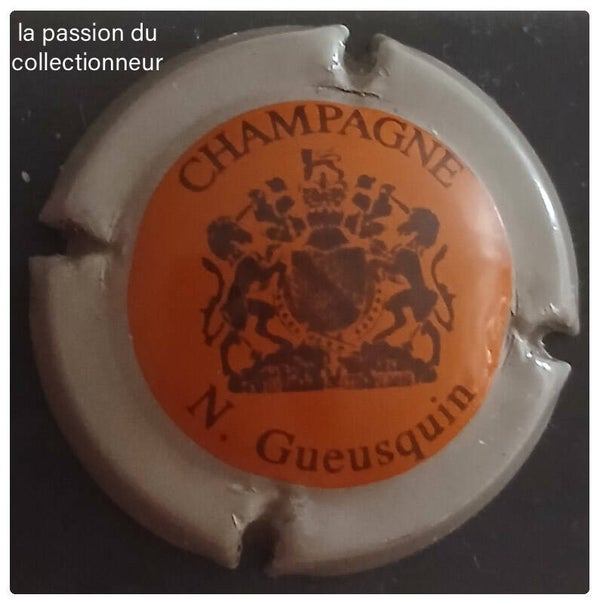 la passion du
collectionneur
CHAMPAGNE
N. Gueusquin